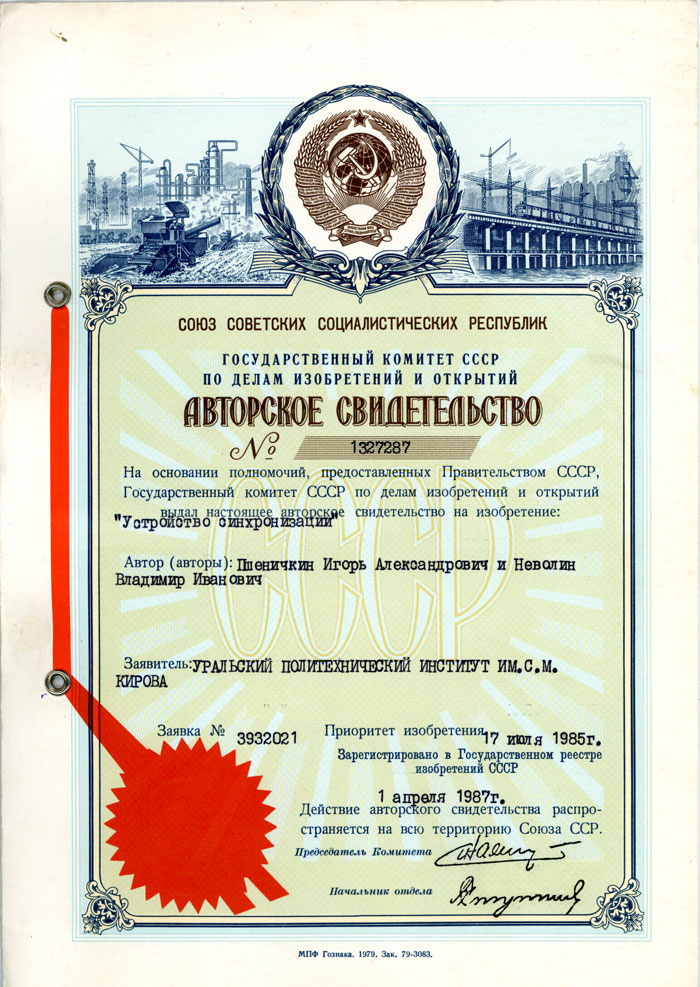 СОЮЗ СОВЕТСКИХ СОЦИАЛИСТИЧЕСКИХ РЕСПУБЛИК
ГОСУДАРСТВЕННЫЙ КОМИТЕТ СССР
ПО ДЕЛАМ ИЗОБРЕТЕНИЙ И ОТКРЫТИЙ
АВТОРСКОЕ СВИДЕТЕЛЬСТВО
№ 1327287
На основании полномочий, предоставленных Правительством СССР,
Государственный комитет СССР по делам изобретений и открытий
выдал настоящее авторское свидетельство на изобретение:
"Устройство синхронизации"
СССР
Автор (авторы): Пшеничкин Игорь Александрович и Неволин
Владимир Иванович
Заявитель: УРАЛЬСКИЙ ПОЛИТЕХНИЧЕСКИЙ ИНСТИТУТ ИМ.С.М.
КИРОВА
Заявка № 3932021
Приоритет изобретения 17 июля 1985г.
Зарегистрировано в Государственном реестре
изобретений СССР
1 апреля 1987г.
Действие авторского свидетельства распро-
страняется на всю территорию Союза ССР.
Председатель Комитета
Начальник отдела
МПФ Гознака. 1979. Зак. 79-3083.